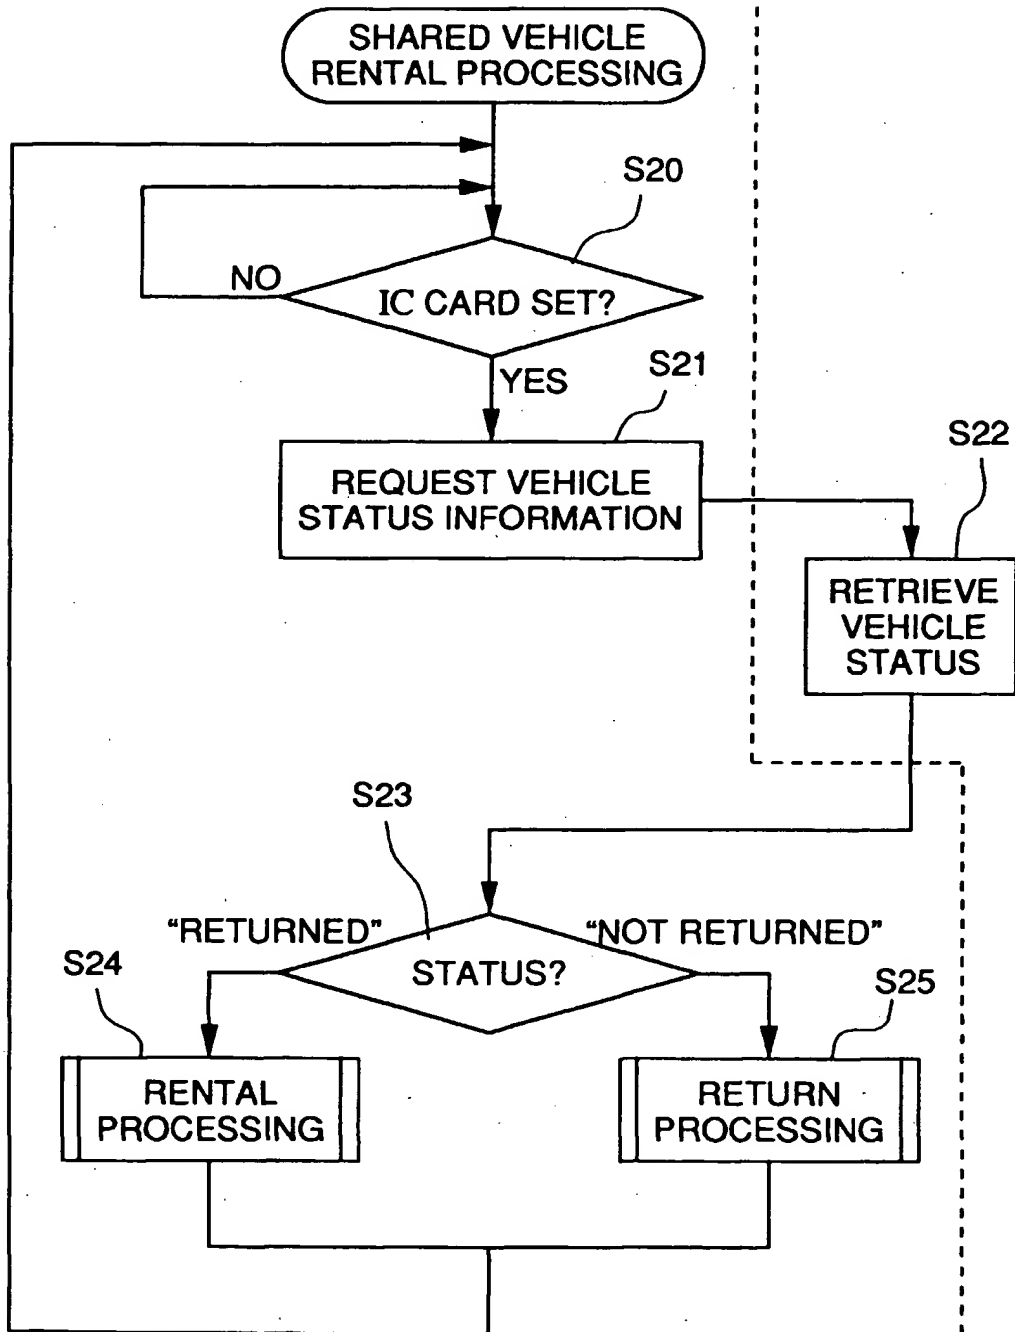 SHARED VEHICLE
RENTAL PROCESSING
S20
NO
IC CARD SET?
YES
S21
REQUEST VEHICLE
STATUS INFORMATION
S22
RETRIEVE
VEHICLE
STATUS
S23
“RETURNED”
“NOT RETURNED”
STATUS?
S24
S25
RENTAL
PROCESSING
RETURN
PROCESSING